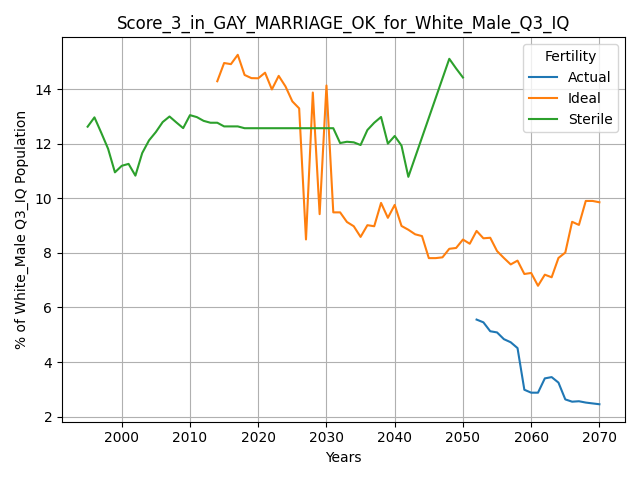 Score_3_in_GAY_MARRIAGE_OK_for_White_Male_Q3_IQ
Fertility
Actual
Ideal
Sterile
% of White_Male Q3_IQ Population
14
12
10
8
6
4
2
2000 2010 2020 2030 2040 2050 2060 2070
Years